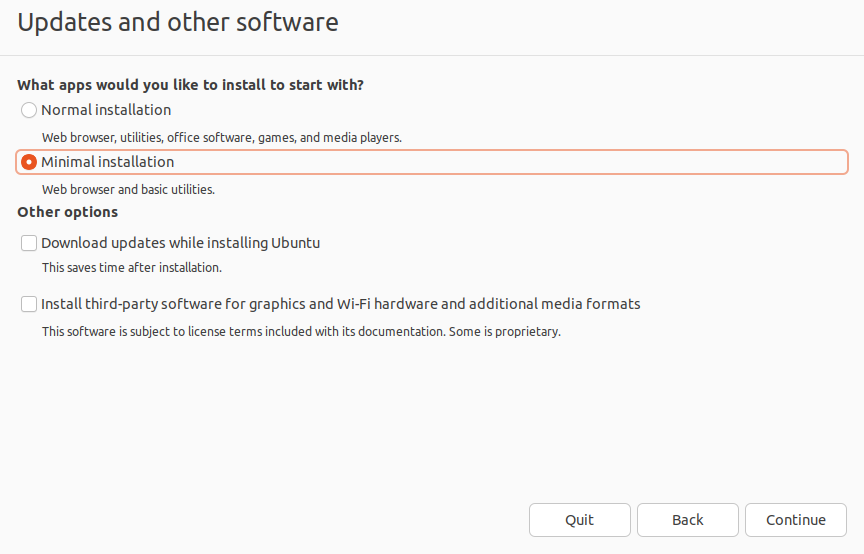 Updates and other software
What apps would you like to install to start with?
Normal installation
Web browser, utilities, office software, games, and media players.
Minimal installation
Web browser and basic utilities.
Other options
Download updates while installing Ubuntu
This saves time after installation.
Install third-party software for graphics and Wi-Fi hardware and additional media formats
This software is subject to license terms included with its documentation. Some is proprietary.
Quit Back Continue